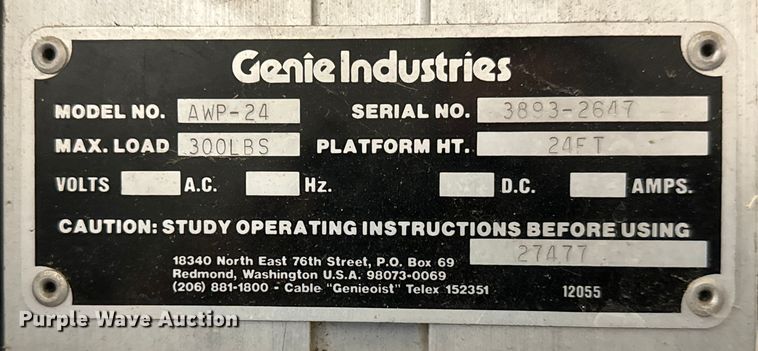 Genie Industries
MODEL NO. AWP-24 SERIAL NO. 3893-2647
MAX. LOAD 300LBS PLATFORM HT. 24FT
VOLTS A.C. Hz. D.C. AMPS.
CAUTION: STUDY OPERATING INSTRUCTIONS BEFORE USING
27477
18340 North East 76th Street, P.O. Box 69
Redmond, Washington U.S.A. 98073-0069
(206) 881-1800 - Cable "Genieoist" Telex 152351 12055
Purple Wave Auction